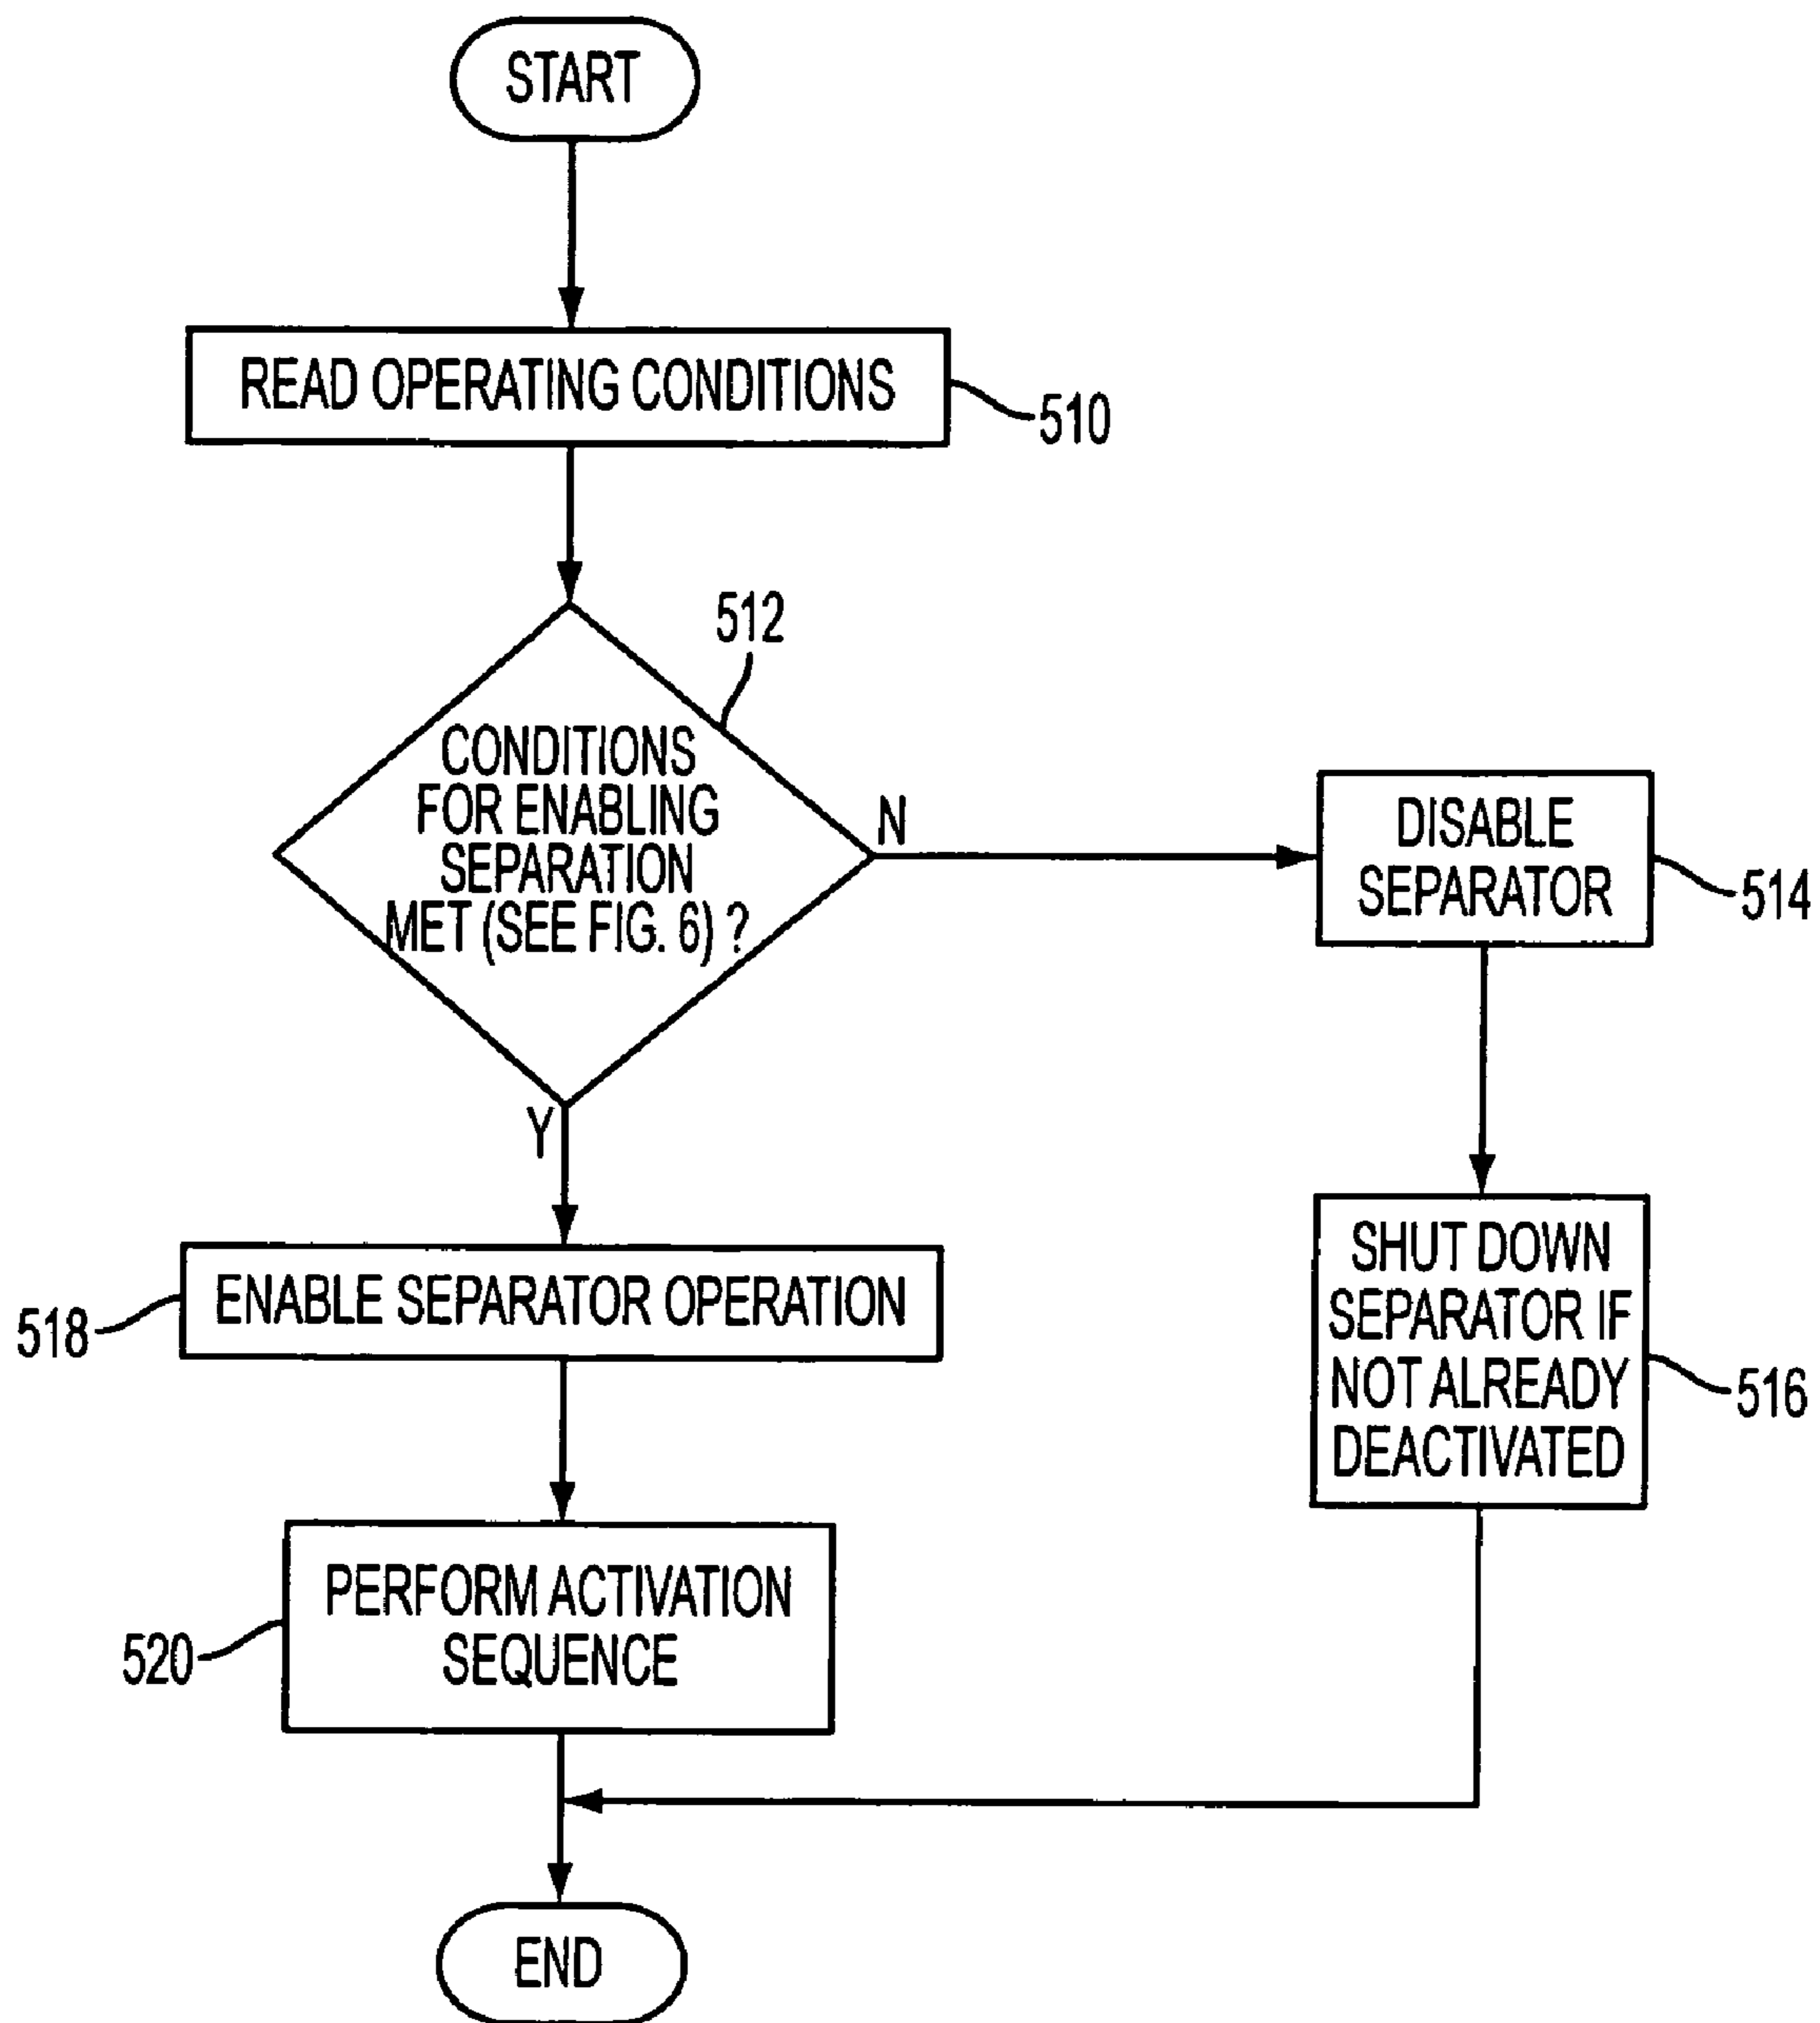 START
READ OPERATING CONDITIONS
510
512
CONDITIONS
FOR ENABLING
SEPARATION
MET (SEE FIG. 6) ?
N
DISABLE
SEPARATOR
514
Y
SHUT DOWN
SEPARATOR IF
NOT ALREADY
DEACTIVATED
516
ENABLE SEPARATOR OPERATION
518
PERFORM ACTIVATION
SEQUENCE
520
END